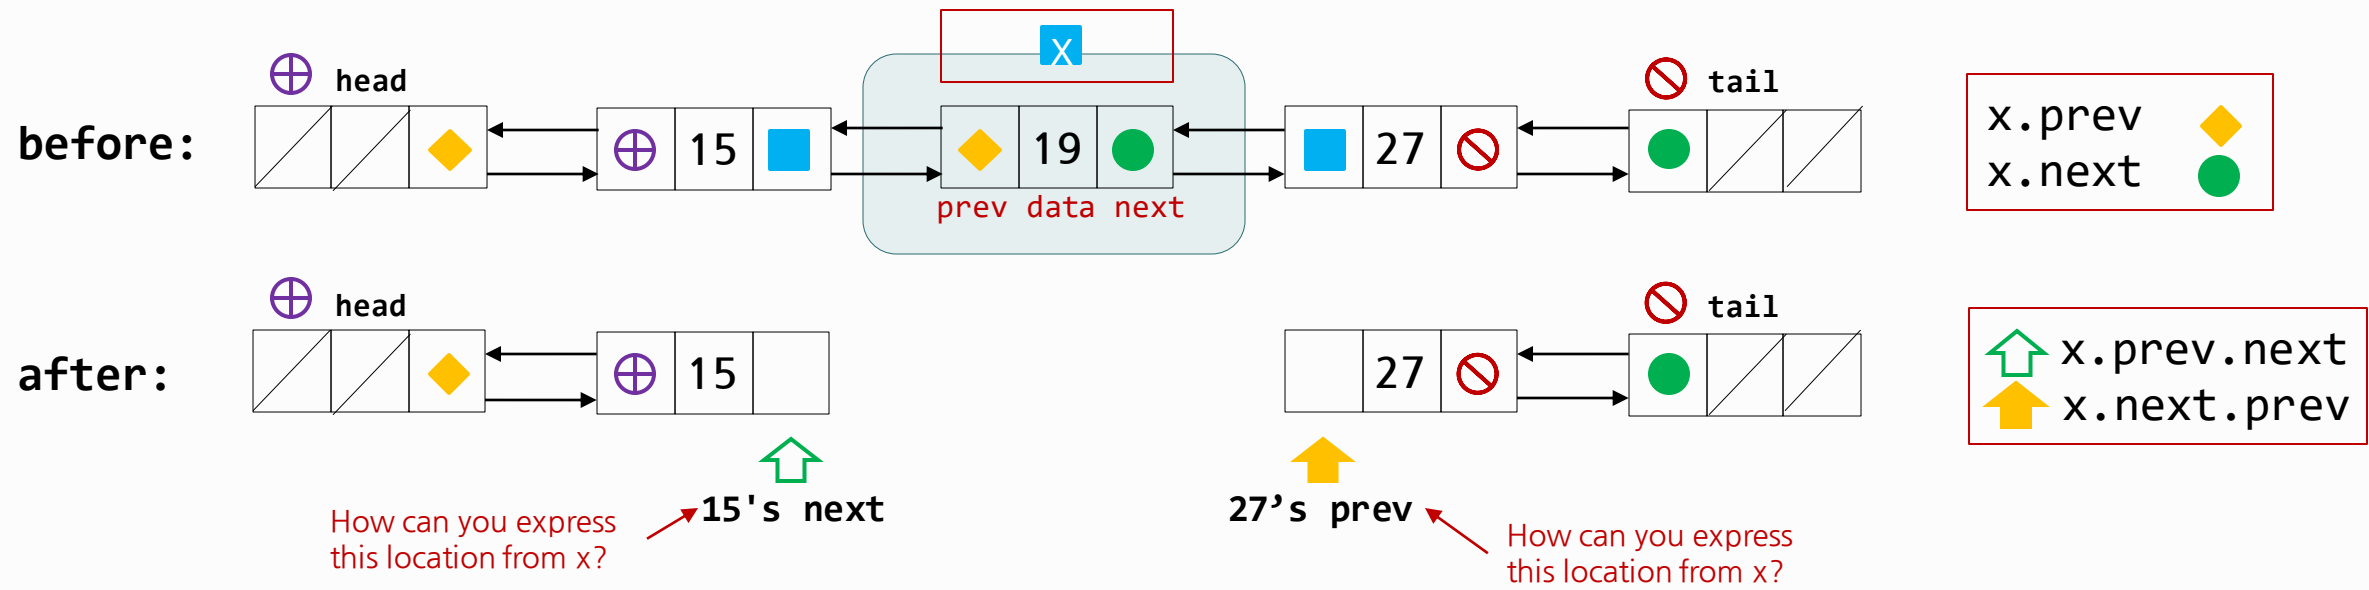 X
head
tail
before:
15
19
27
prev data next
x.prev
x.next
head
tail
after:
15
27
x.prev.next
x.next.prev
15's next
27’s prev
How can you express
this location from x?
How can you express
this location from x?